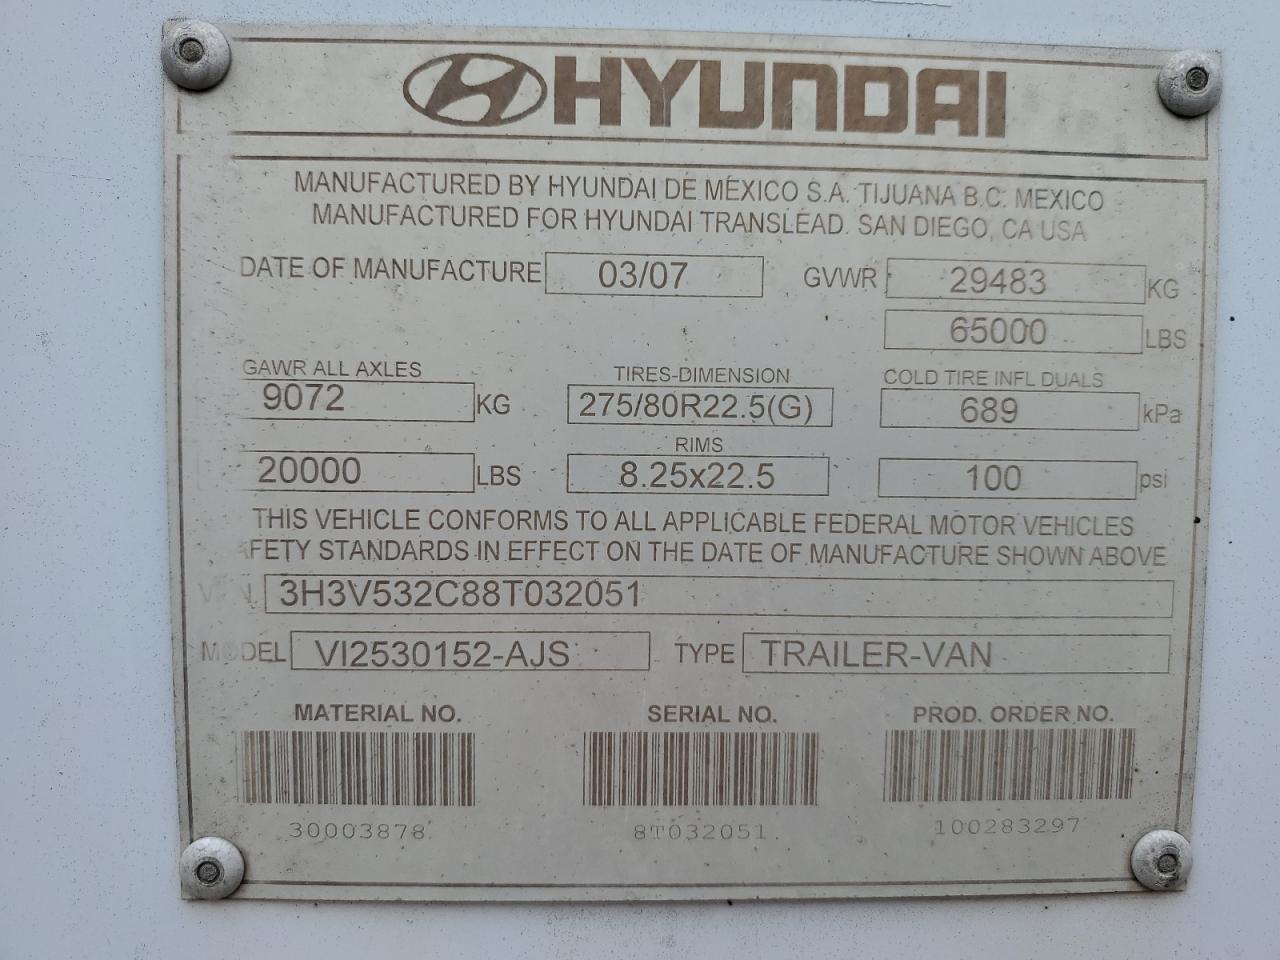 HYUNDAI
MANUFACTURED BY HYUNDAI DE MEXICO S.A. TIJUANA B.C. MEXICO
MANUFACTURED FOR HYUNDAI TRANSLEAD. SAN DIEGO, CA USA
DATE OF MANUFACTURE 03/07 GVWR 29483 KG
65000 LBS
GAWR ALL AXLES TIRES-DIMENSION COLD TIRE INFL DUALS
9072 KG 275/80R22.5(G) 689 kPa
RIMS
20000 LBS 8.25x22.5 100 psi
THIS VEHICLE CONFORMS TO ALL APPLICABLE FEDERAL MOTOR VEHICLES
AFETY STANDARDS IN EFFECT ON THE DATE OF MANUFACTURE SHOWN ABOVE
V.I.N. 3H3V532C88T032051
MODEL VI2530152-AJS TYPE TRAILER-VAN
MATERIAL NO. SERIAL NO. PROD. ORDER NO.
30003878 8T032051 100283297